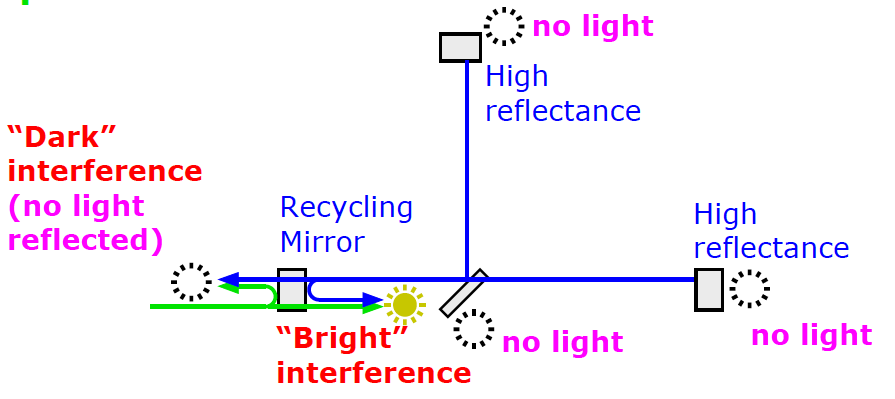 no light
High
reflectance
“Dark”
interference
(no light
reflected)
Recycling
Mirror
High
reflectance
“Bright”
interference
no light
no light